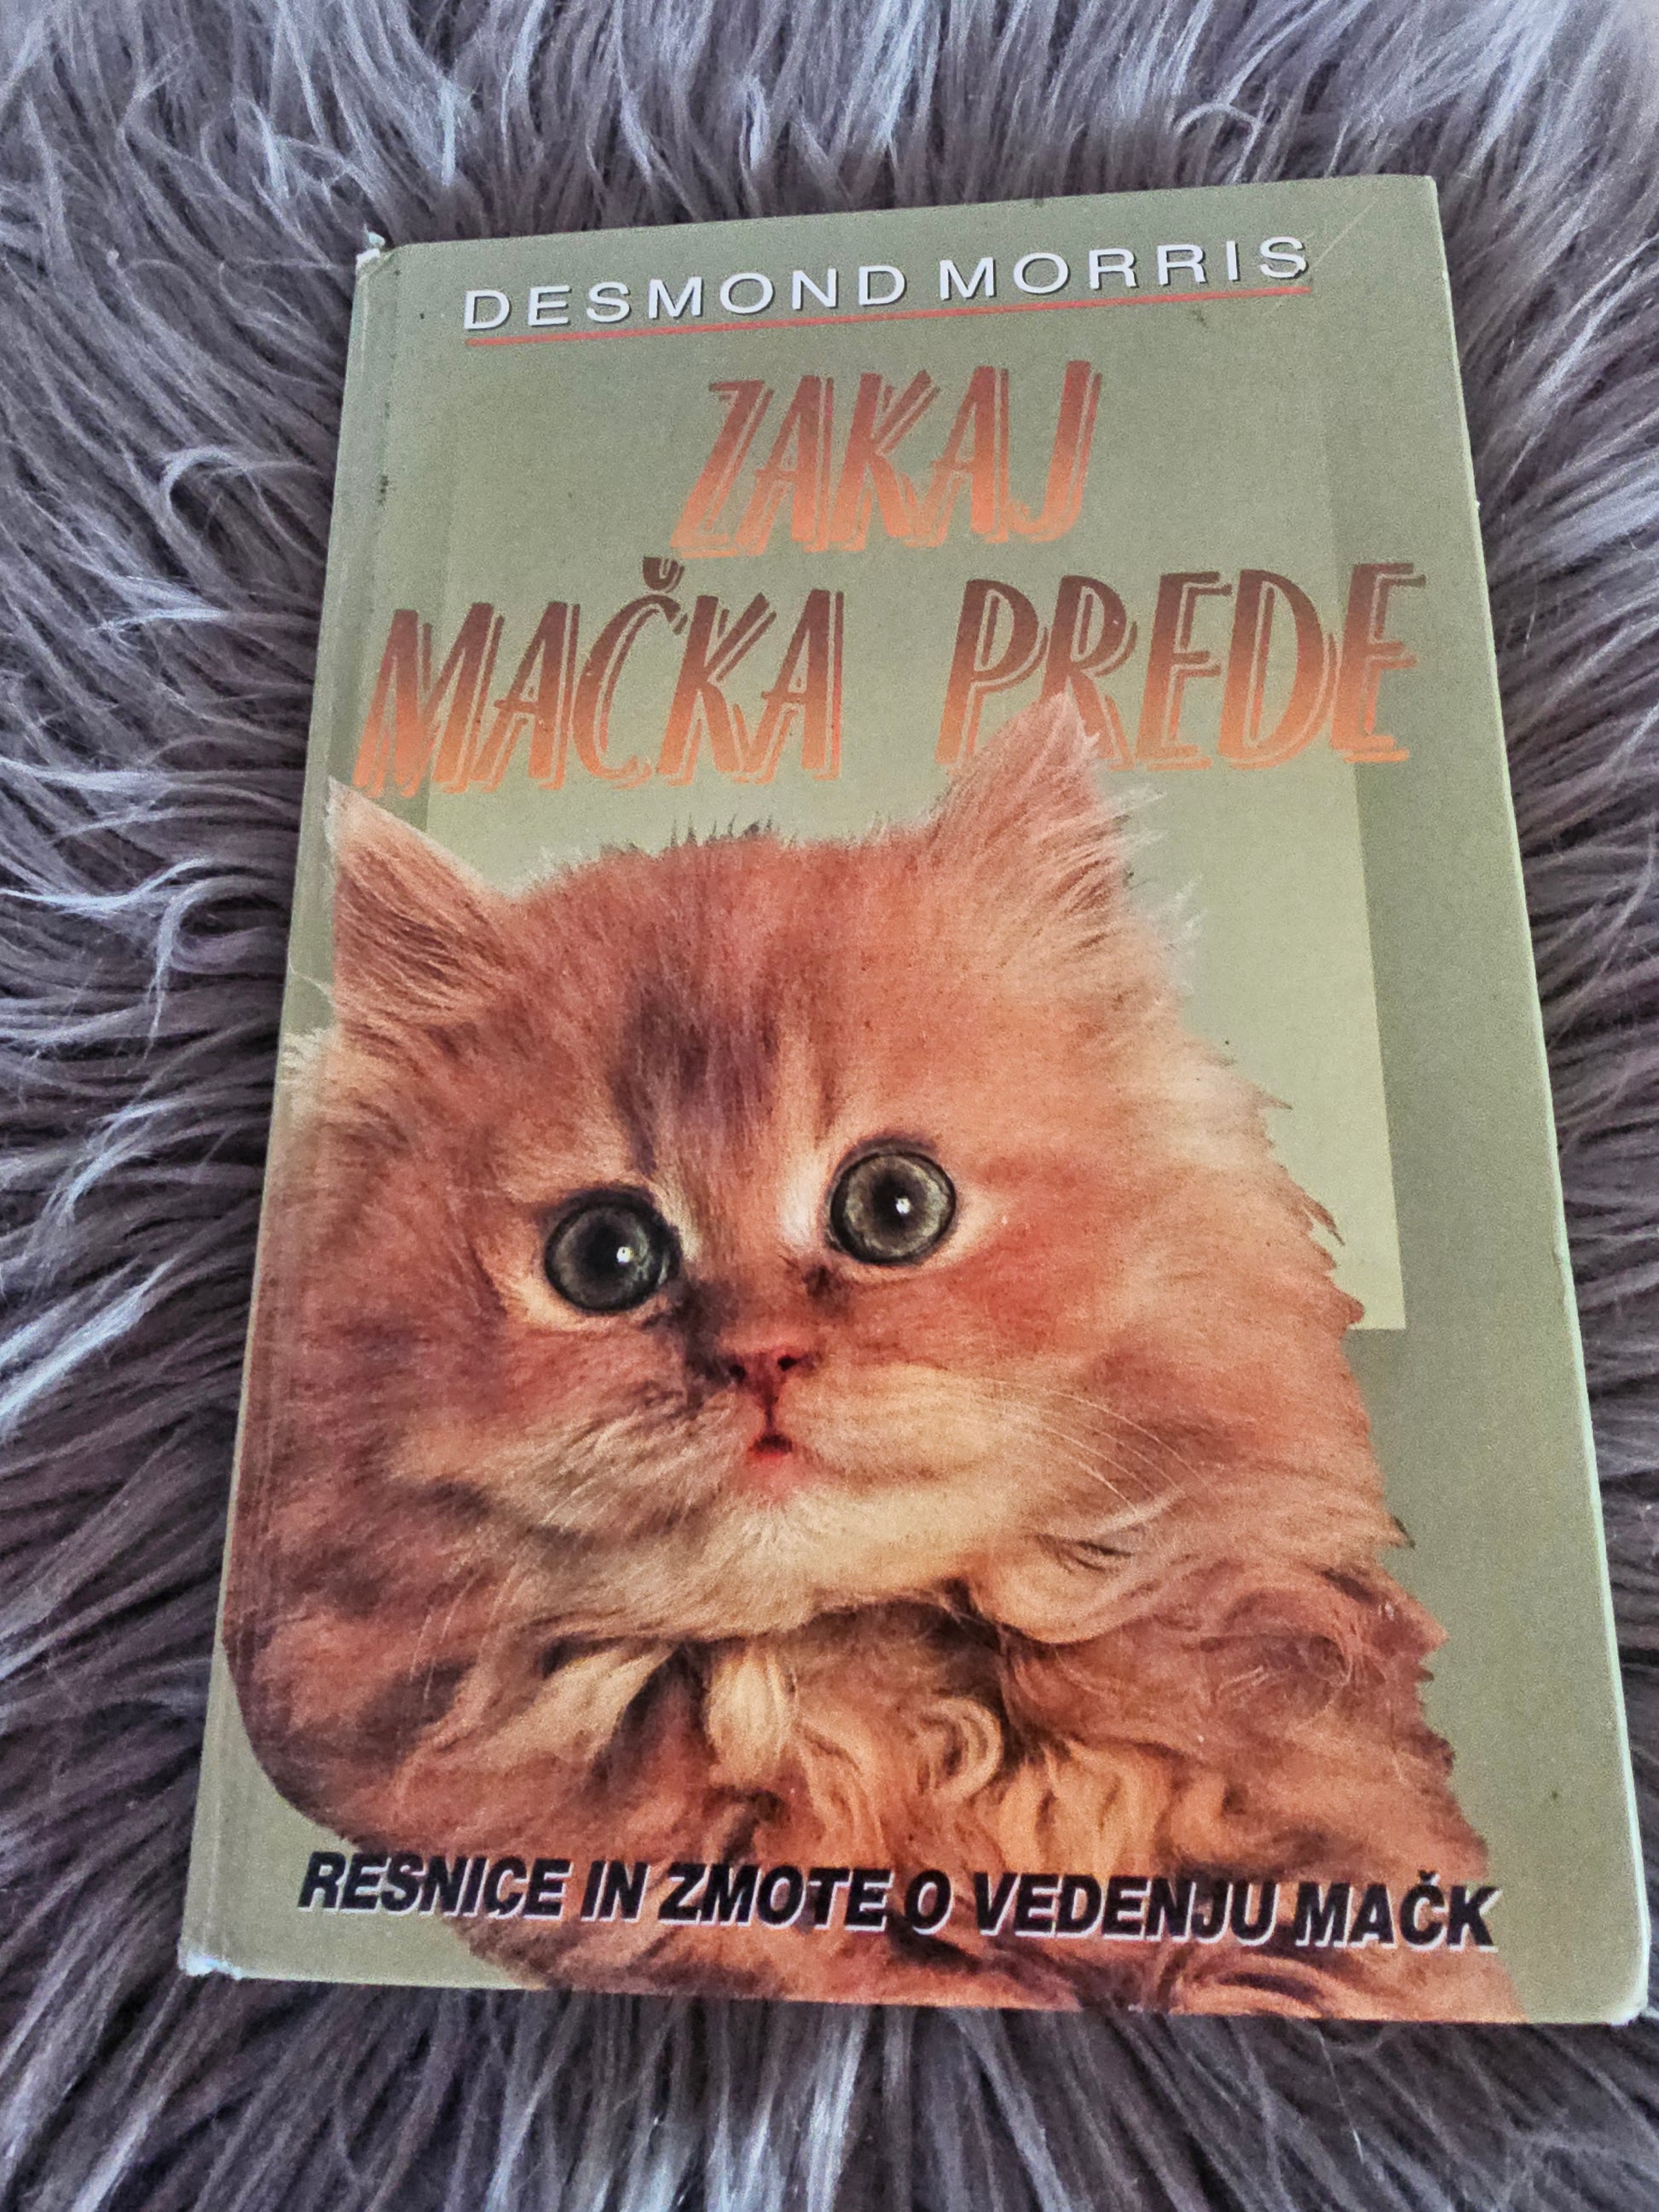 DESMOND MORRIS
ZAKAJ
MAČKA PREDE
RESNICE IN ZMOTE O VEDENJU MAČK